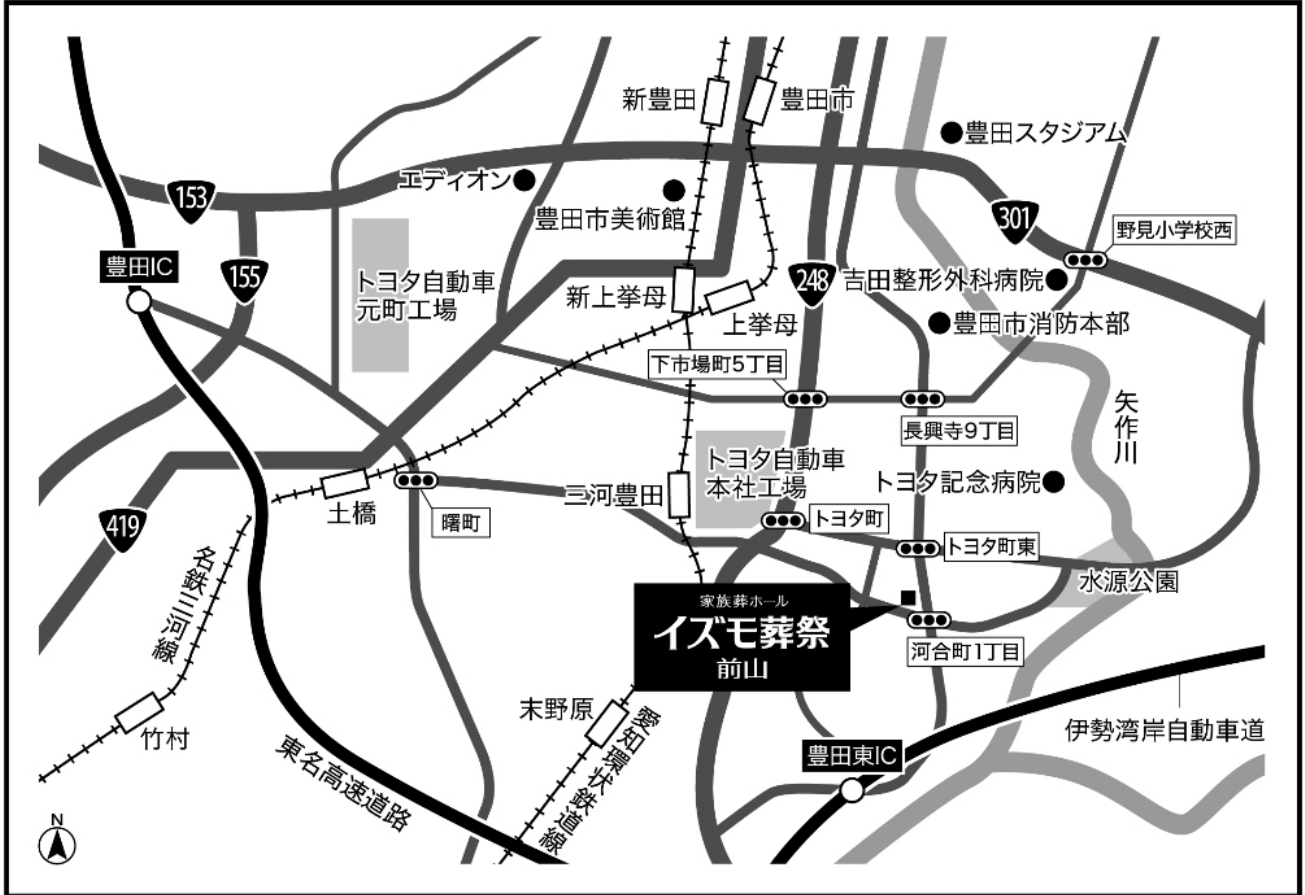 新豊田
豊田市
豊田スタジアム
153
エディオン
豊田市美術館
301
野見小学校西
豊田IC
155
トヨタ自動車
元町工場
新上挙母
上挙母
248
吉田整形外科病院
豊田市消防本部
下市場町5丁目
長興寺9丁目
矢作川
トヨタ自動車
本社工場
トヨタ記念病院
三河豊田
土橋
曙町
419
トヨタ町
トヨタ町東
水源公園
名鉄三河線
家族葬ホール
イズモ葬祭
前山
河合町1丁目
竹村
末野原
愛知環状鉄道線
東名高速道路
豊田東IC
伊勢湾岸自動車道
N